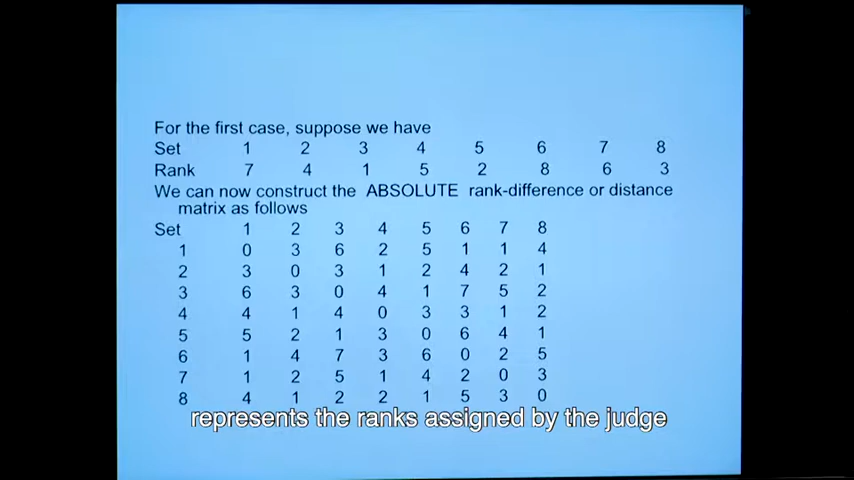 For the first case, suppose we have
Set 1 2 3 4 5 6 7 8
Rank 7 4 1 5 2 8 6 3
We can now construct the ABSOLUTE rank-difference or distance
matrix as follows
Set 1 2 3 4 5 6 7 8
1 0 3 6 2 5 1 1 4
2 3 0 3 1 2 4 2 1
3 6 3 0 4 1 7 5 2
4 4 1 4 0 3 3 1 2
5 5 2 1 3 0 6 4 1
6 1 4 7 3 6 0 2 5
7 1 2 5 1 4 2 0 3
8 4 1 2 2 1 5 3 0
represents the ranks assigned by the judge